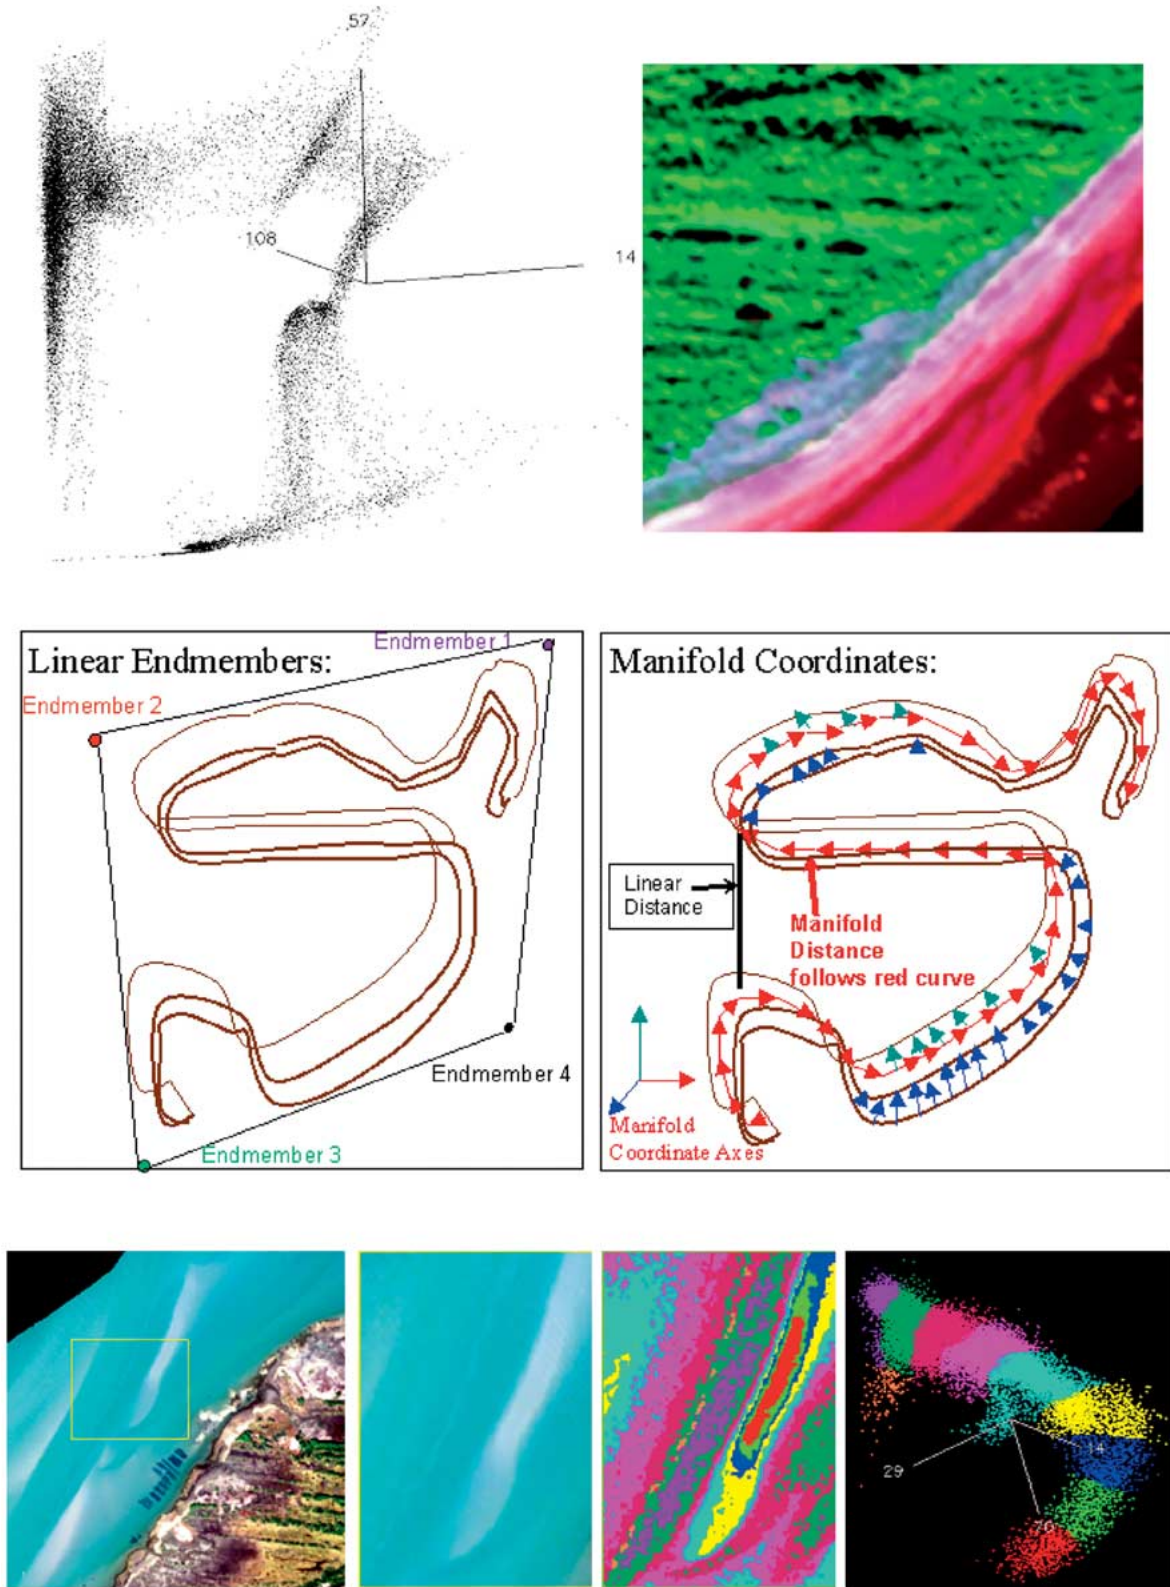 57
108
14
Linear Endmembers:
Endmember 1
Endmember 2
Endmember 3
Endmember 4
Manifold Coordinates:
Linear
Distance
Manifold
Distance
follows red curve
Manifold
Coordinate Axes
29
14
70